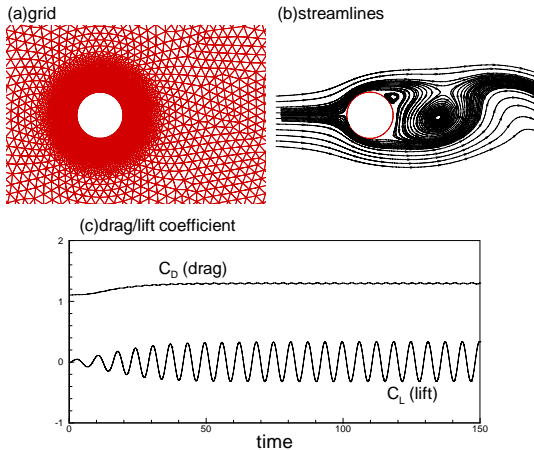 (a)grid
(b)streamlines
(c)drag/lift coefficient
2
C_D (drag)
1
0
C_L (lift)
-1
0 50 100 150
time